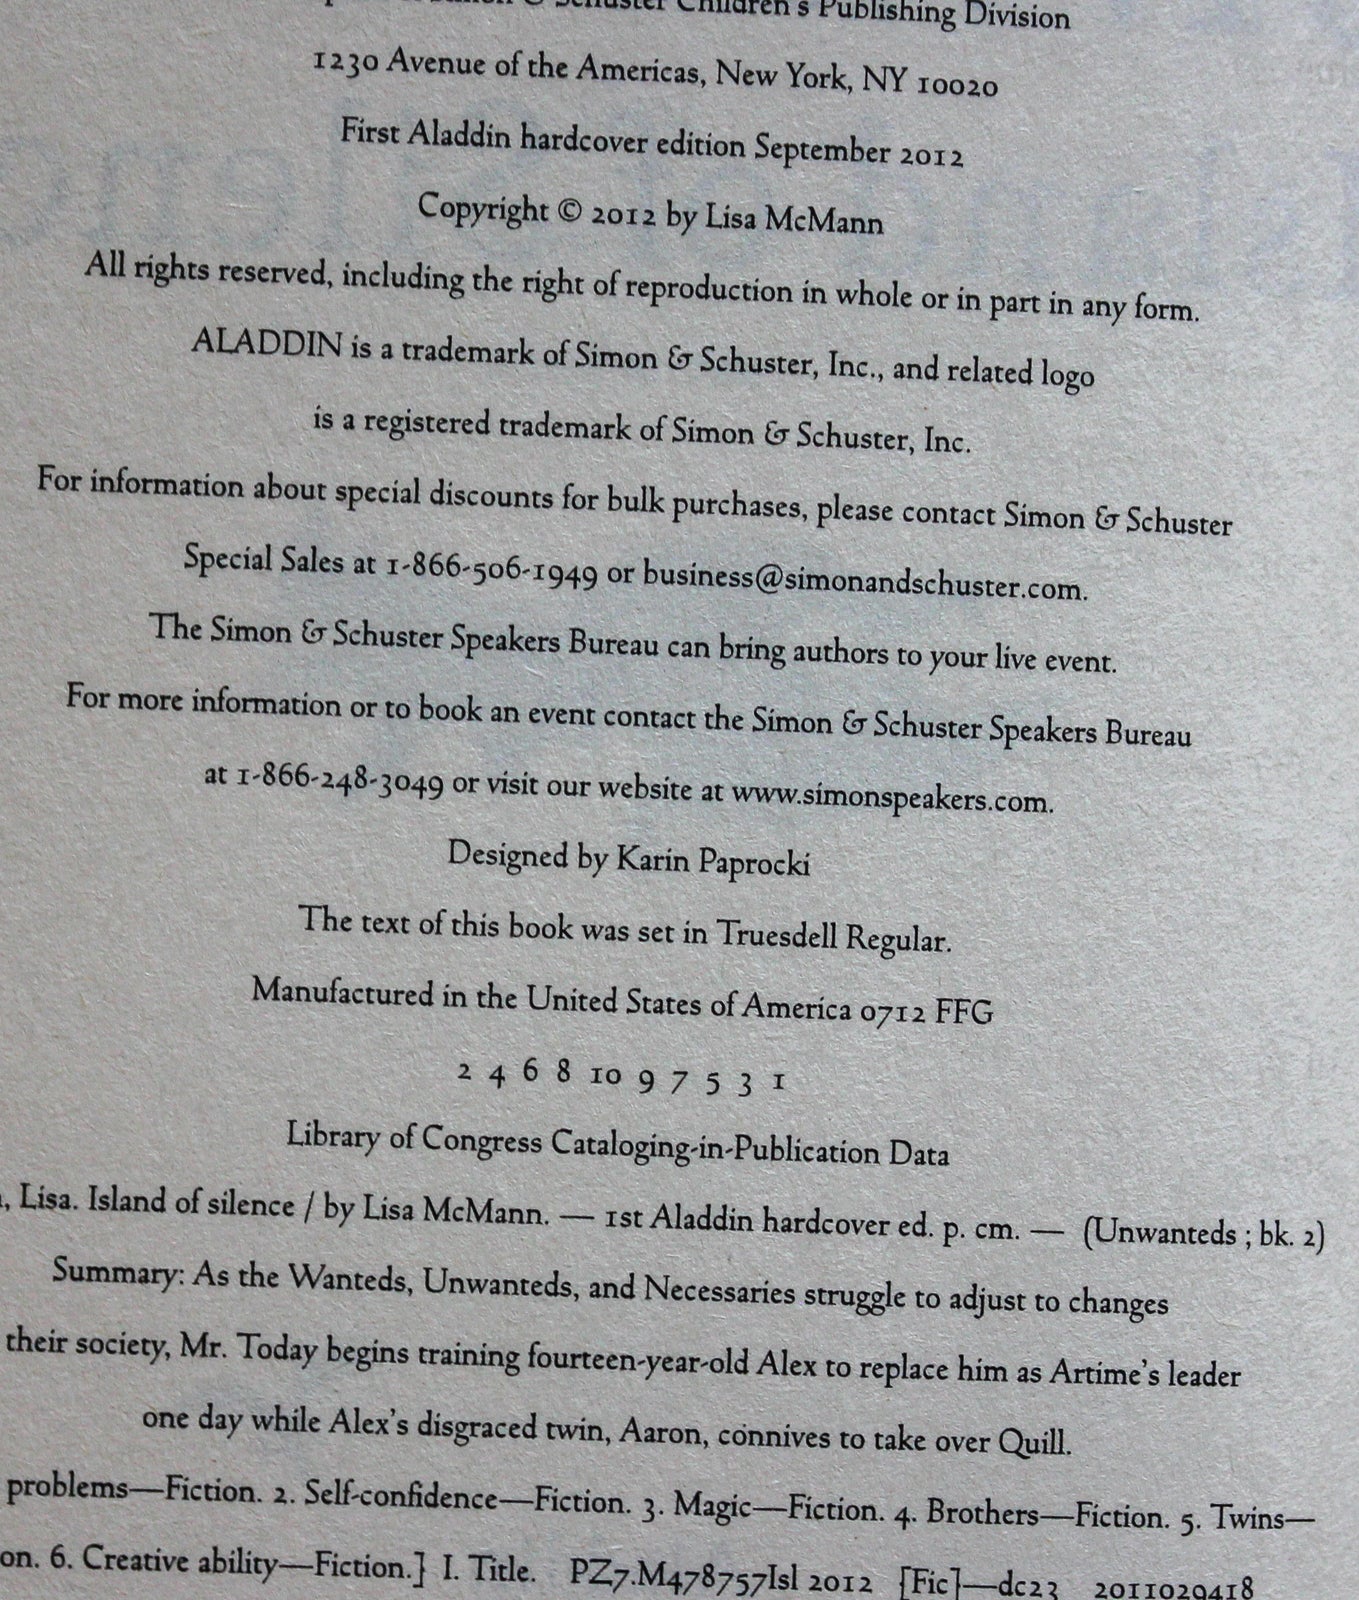 Simon & Schuster Children's Publishing Division
1230 Avenue of the Americas, New York, NY 10020
First Aladdin hardcover edition September 2012
Copyright © 2012 by Lisa McMann
All rights reserved, including the right of reproduction in whole or in part in any form.
ALADDIN is a trademark of Simon & Schuster, Inc., and related logo
is a registered trademark of Simon & Schuster, Inc.
For information about special discounts for bulk purchases, please contact Simon & Schuster
Special Sales at 1-866-506-1949 or business@simonandschuster.com.
The Simon & Schuster Speakers Bureau can bring authors to your live event.
For more information or to book an event contact the Simon & Schuster Speakers Bureau
at 1-866-248-3049 or visit our website at www.simonspeakers.com.
Designed by Karin Paprocki
The text of this book was set in Truesdell Regular.
Manufactured in the United States of America 0712 FFG
2 4 6 8 10 9 7 5 3 1
Library of Congress Cataloging-in-Publication Data
, Lisa. Island of silence / by Lisa McMann. — 1st Aladdin hardcover ed. p. cm. — (Unwanteds ; bk. 2)
Summary: As the Wanteds, Unwanteds, and Necessaries struggle to adjust to changes
their society, Mr. Today begins training fourteen-year-old Alex to replace him as Artime's leader
one day while Alex's disgraced twin, Aaron, connives to take over Quill.
problems—Fiction. 2. Self-confidence—Fiction. 3. Magic—Fiction. 4. Brothers—Fiction. 5. Twins—
on. 6. Creative ability—Fiction.] I. Title. PZ7.M478757Isl 2012 [Fic]—dc23 2011029418